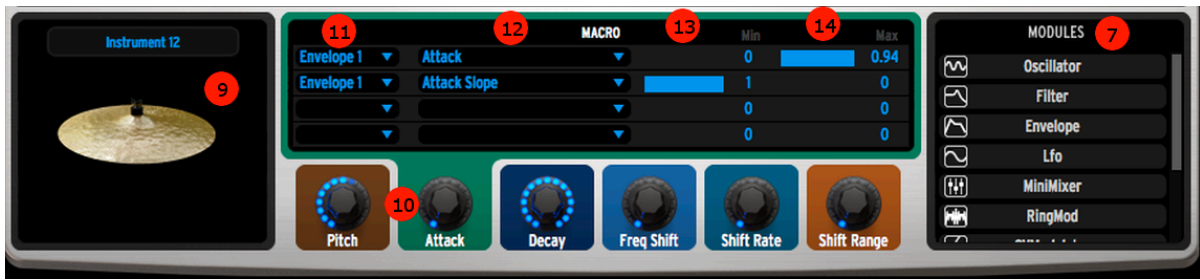 11
12
13
14
MACRO
Min
Max
MODULES
7
Instrument 12
9
Envelope 1
Attack
0
0.94
Envelope 1
Attack Slope
1
0
0
0
0
0
Oscillator
Filter
Envelope
Lfo
MiniMixer
RingMod
10
Pitch
Attack
Decay
Freq Shift
Shift Rate
Shift Range